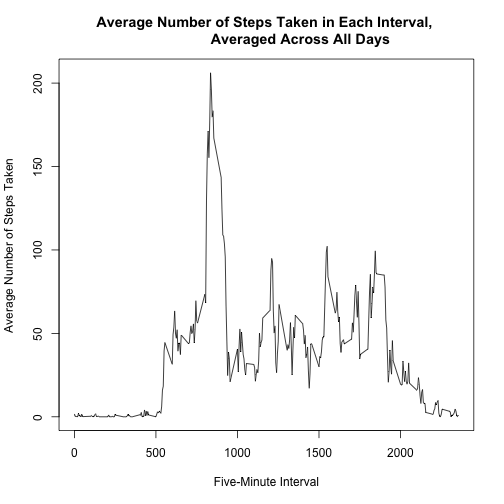 Average Number of Steps Taken in Each Interval,
Averaged Across All Days
Average Number of Steps Taken
200
150
100
50
0
0 500 1000 1500 2000
Five-Minute Interval